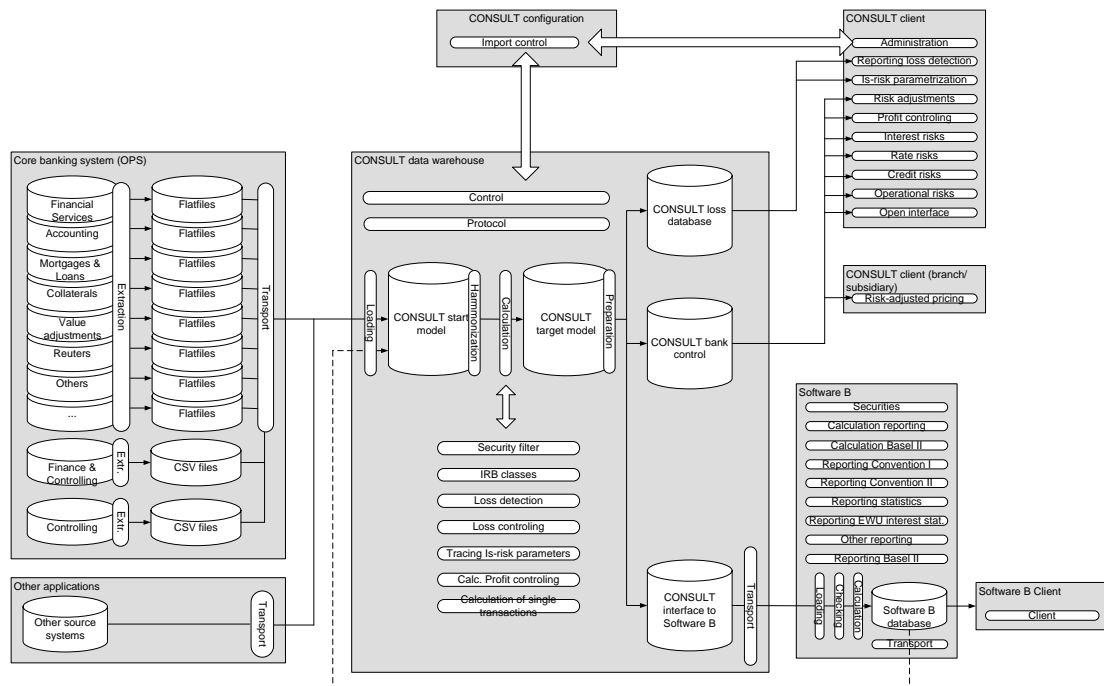 CONSULT configuration
Import control
CONSULT client
Administration
Reporting loss detection
Is-risk parametrization
Risk adjustments
Profit controling
Interest risks
Rate risks
Credit risks
Operational risks
Open interface
Core banking system (OPS)
Financial
Services
Accounting
Mortgages &
Loans
Collaterals
Value
adjustments
Reuters
Others
...
Extraction
Flatfiles
Flatfiles
Flatfiles
Flatfiles
Flatfiles
Flatfiles
Flatfiles
Flatfiles
Transport
Finance &
Controlling
Extr.
CSV files
Controlling
Extr.
CSV files
Other applications
Other source
systems
Transport
CONSULT data warehouse
Control
Protocol
Loading
CONSULT start
model
Harmmonization
Calculation
CONSULT
target model
Preparation
CONSULT loss
database
CONSULT bank
control
Security filter
IRB classes
Loss detection
Loss controling
Tracing Is-risk parameters
Calc. Profit controling
Calculation of single
transactions
CONSULT
interface to
Software B
Transport
CONSULT client (branch/
subsidiary)
Risk-adjusted pricing
Software B
Securities
Calculation reporting
Calculation Basel II
Reporting Convention I
Reporting Convention II
Reporting statistics
Reporting EWU interest stat.
Other reporting
Reporting Basel II
Loading
Checking
Calculation
Software B
database
Transport
Software B Client
Client